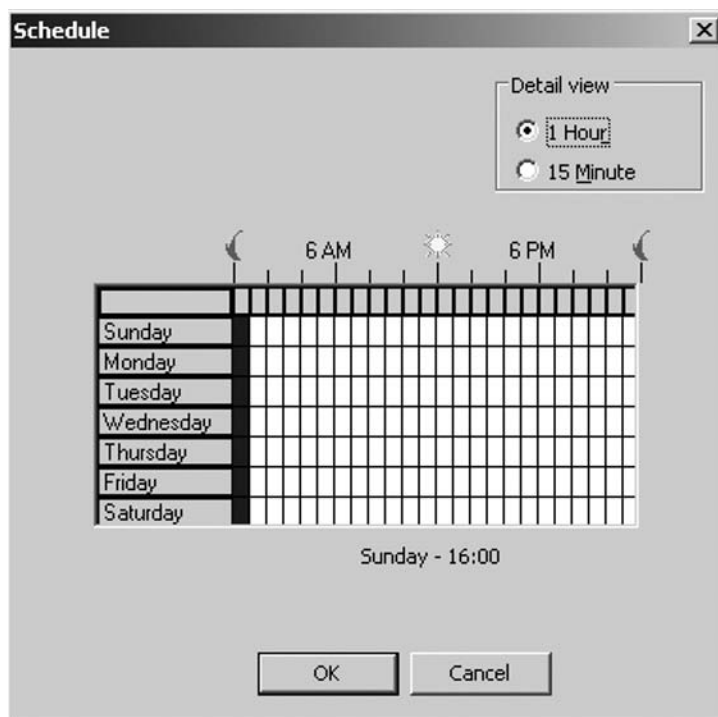 Schedule
Detail view
1 Hour
15 Minute
6 AM 6 PM
Sunday
Monday
Tuesday
Wednesday
Thursday
Friday
Saturday
Sunday - 16:00
OK Cancel